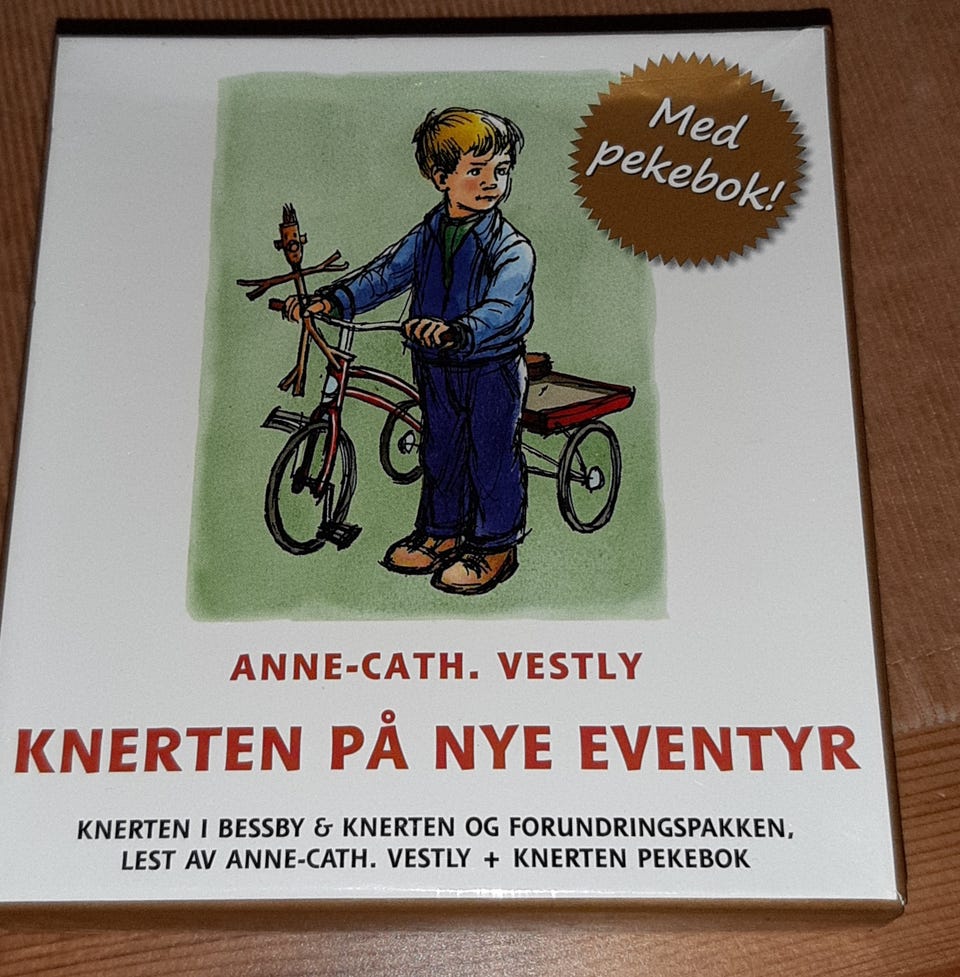 Med
pekebok!
ANNE-CATH. VESTLY
KNERTEN PÅ NYE EVENTYR
KNERTEN I BESSBY & KNERTEN OG FORUNDRINGSPAKKEN,
LEST AV ANNE-CATH. VESTLY + KNERTEN PEKEBOK